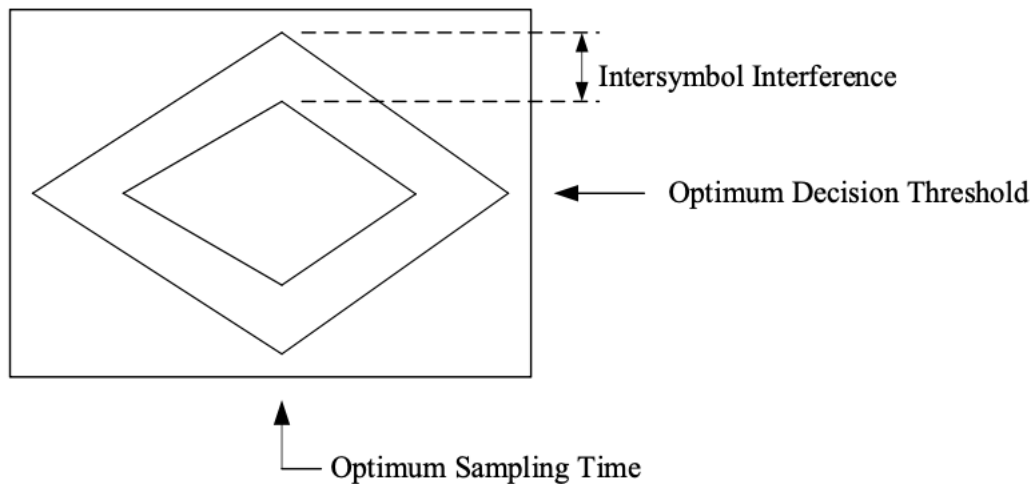 Intersymbol Interference
Optimum Decision Threshold
Optimum Sampling Time